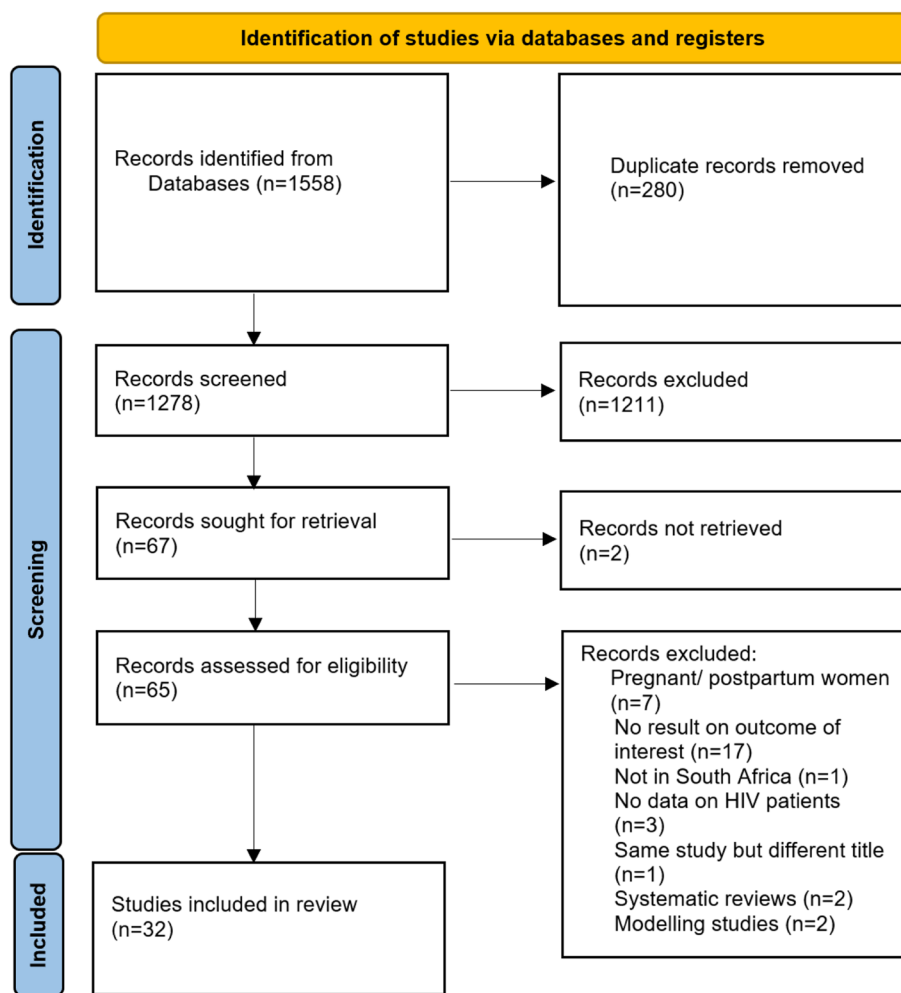 Identification of studies via databases and registers
Identification
Records identified from
Databases (n=1558)
Duplicate records removed
(n=280)
Screening
Records screened
(n=1278)
Records excluded
(n=1211)
Records sought for retrieval
(n=67)
Records not retrieved
(n=2)
Records assessed for eligibility
(n=65)
Records excluded:
Pregnant/ postpartum women
(n=7)
No result on outcome of
interest (n=17)
Not in South Africa (n=1)
No data on HIV patients
(n=3)
Same study but different title
(n=1)
Systematic reviews (n=2)
Modelling studies (n=2)
Included
Studies included in review
(n=32)